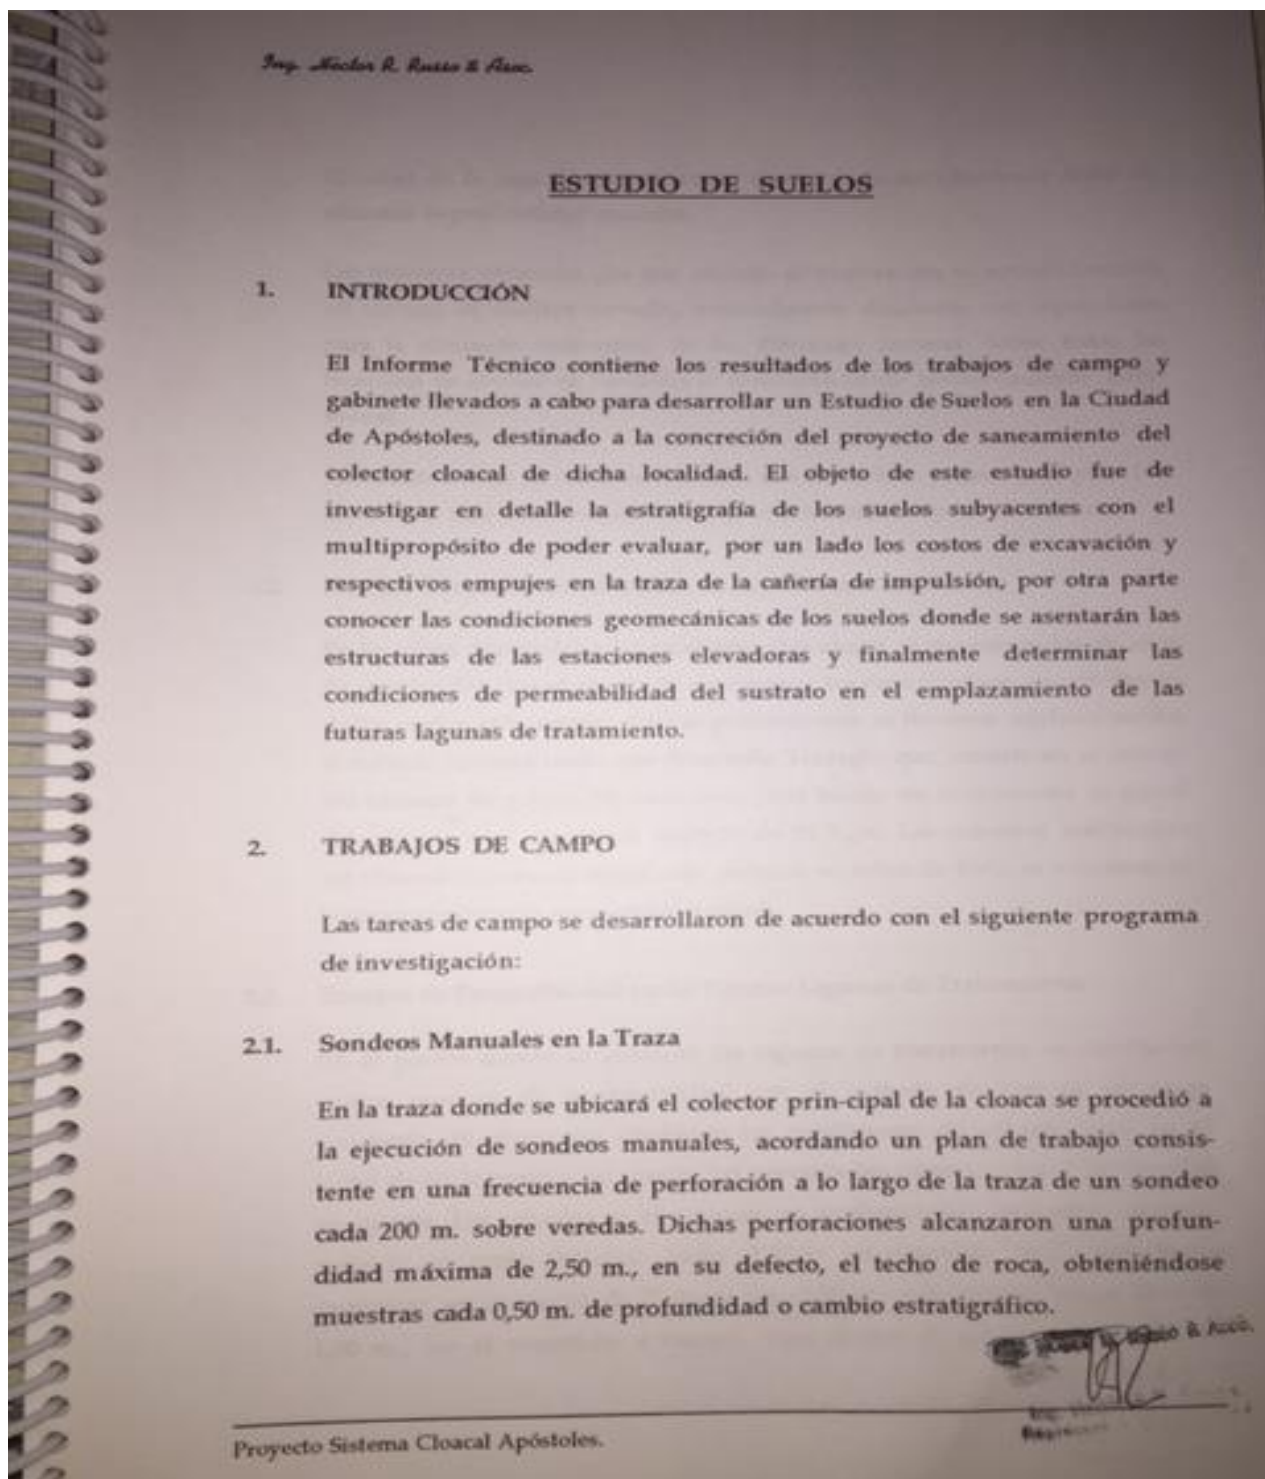 Ing. Hector R. Russo & Asoc.
ESTUDIO DE SUELOS
1. INTRODUCCIÓN
El Informe Técnico contiene los resultados de los trabajos de campo y
gabinete llevados a cabo para desarrollar un Estudio de Suelos en la Ciudad
de Apóstoles, destinado a la concreción del proyecto de saneamiento del
colector cloacal de dicha localidad. El objeto de este estudio fue de
investigar en detalle la estratigrafía de los suelos subyacentes con el
multipropósito de poder evaluar, por un lado los costos de excavación y
respectivos empujes en la traza de la cañería de impulsión, por otra parte
conocer las condiciones geomecánicas de los suelos donde se asentarán las
estructuras de las estaciones elevadoras y finalmente determinar las
condiciones de permeabilidad del sustrato en el emplazamiento de las
futuras lagunas de tratamiento.
2. TRABAJOS DE CAMPO
Las tareas de campo se desarrollaron de acuerdo con el siguiente programa
de investigación:
2.1. Sondeos Manuales en la Traza
En la traza donde se ubicará el colector prin-cipal de la cloaca se procedió a
la ejecución de sondeos manuales, acordando un plan de trabajo consis-
tente en una frecuencia de perforación a lo largo de la traza de un sondeo
cada 200 m. sobre veredas. Dichas perforaciones alcanzaron una profun-
didad máxima de 2,50 m., en su defecto, el techo de roca, obteniéndose
muestras cada 0,50 m. de profundidad o cambio estratigráfico.
& Asoc.
Proyecto Sistema Cloacal Apóstoles.